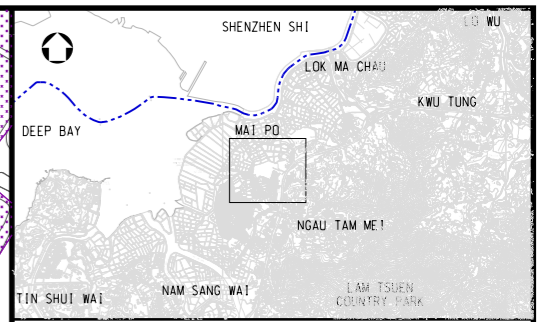 LO WU
SHENZHEN SHI
LOK MA CHAU
KWU TUNG
DEEP BAY
MAI PO
NGAU TAM MEI
NAM SANG WAI
LAM TSUEN
COUNTRY PARK
TIN SHUI WAI